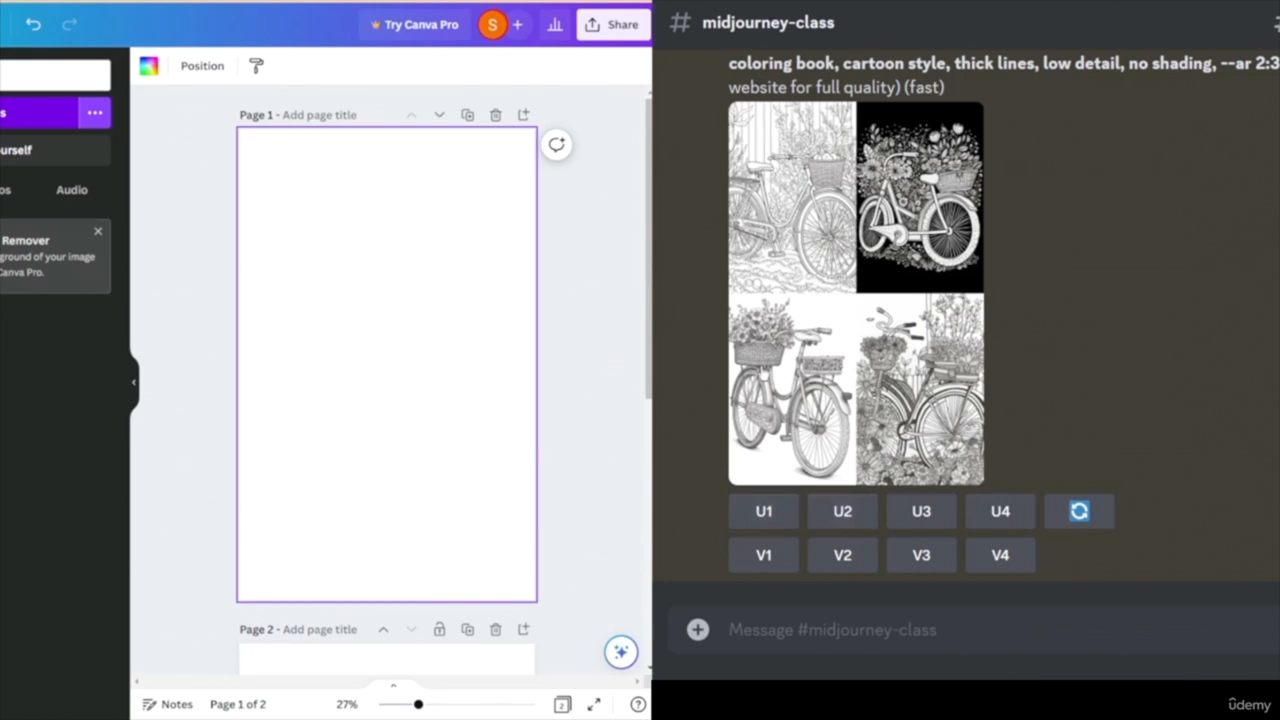 Try Canva Pro
S
Share
Position
s
urself
os
Audio
Remover
ground of your image
Canva Pro.
Page 1 - Add page title
Page 2 - Add page title
Notes
Page 1 of 2
27%
2
midjourney-class
coloring book, cartoon style, thick lines, low detail, no shading, --ar 2:3
website for full quality) (fast)
U1
U2
U3
U4
V1
V2
V3
V4
Message #midjourney-class
ûdemy